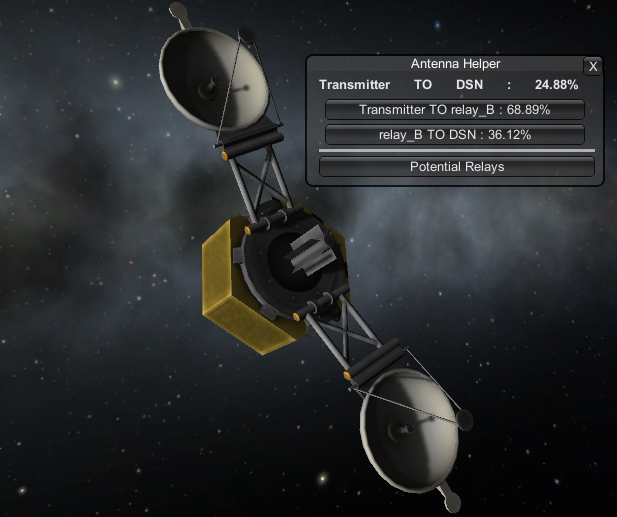 Antenna Helper
X
Transmitter TO DSN : 24.88%
Transmitter TO relay_B : 68.89%
relay_B TO DSN : 36.12%
Potential Relays